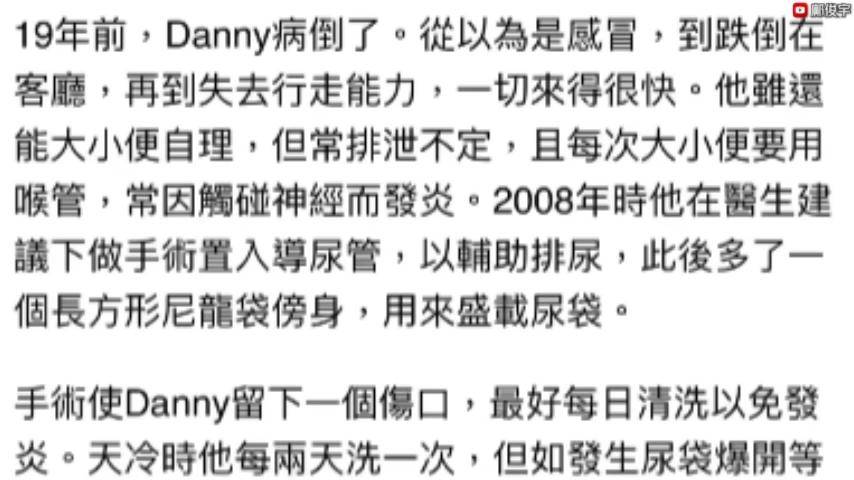 鄺俊宇
19年前，Danny病倒了。從以為是感冒，到跌倒在
客廳，再到失去行走能力，一切來得很快。他雖還
能大小便自理，但常排泄不定，且每次大小便要用
喉管，常因觸碰神經而發炎。2008年時他在醫生建
議下做手術置入導尿管，以輔助排尿，此後多了一
個長方形尼龍袋傍身，用來盛載尿袋。
手術使Danny留下一個傷口，最好每日清洗以免發
炎。天冷時他每兩天洗一次，但如發生尿袋爆開等